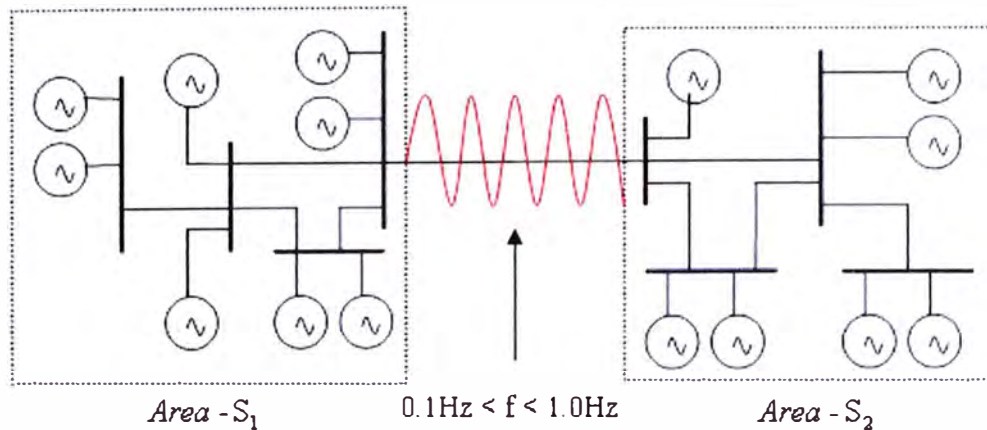 Area - S₁
0.1Hz < f < 1.0Hz
Area - S₂